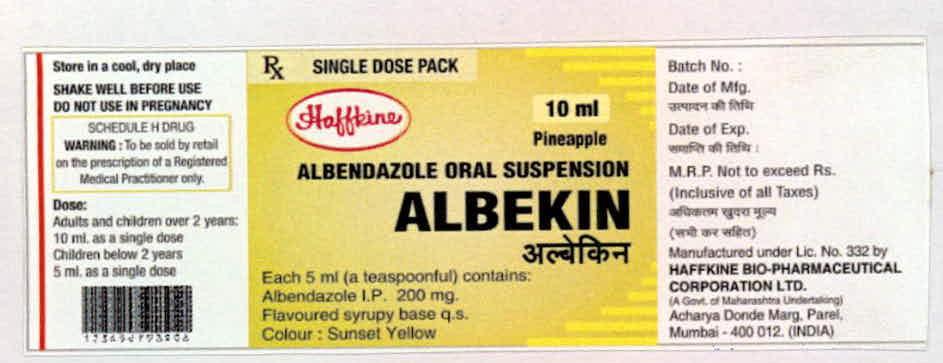 Store in a cool, dry place
SHAKE WELL BEFORE USE
DO NOT USE IN PREGNANCY
SCHEDULE H DRUG
WARNING : To be sold by retail
on the prescription of a Registered
Medical Practitioner only.
Dose:
Adults and children over 2 years:
10 ml. as a single dose
Children below 2 years
5 ml. as a single dose
Rx SINGLE DOSE PACK
Haffkine
10 ml
Pineapple
ALBENDAZOLE ORAL SUSPENSION
ALBEKIN
अल्बेकिन
Each 5 ml (a teaspoonful) contains:
Albendazole I.P. 200 mg.
Flavoured syrupy base q.s.
Colour : Sunset Yellow
Batch No. :
Date of Mfg.
उत्पादन की तिथि
Date of Exp.
समाप्ति की तिथि :
M.R.P. Not to exceed Rs.
(Inclusive of all Taxes)
अधिकतम खुदरा मूल्य
(सभी कर सहित)
Manufactured under Lic. No. 332 by
HAFFKINE BIO-PHARMACEUTICAL
CORPORATION LTD.
(A Govt. of Maharashtra Undertaking)
Acharya Donde Marg, Parel,
Mumbai - 400 012. (INDIA)